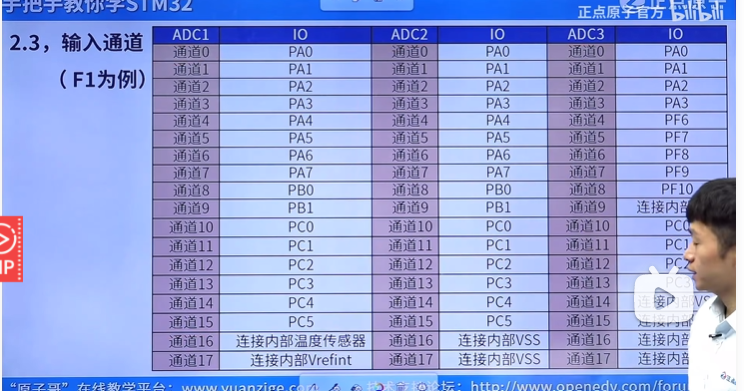 手把手教你学STM32
正点原子官方 bilibili
2.3，输入通道
（F1为例）
ADC1 IO ADC2 IO ADC3 IO
通道0 PA0 通道0 PA0 通道0 PA0
通道1 PA1 通道1 PA1 通道1 PA1
通道2 PA2 通道2 PA2 通道2 PA2
通道3 PA3 通道3 PA3 通道3 PA3
通道4 PA4 通道4 PA4 通道4 PF6
通道5 PA5 通道5 PA5 通道5 PF7
通道6 PA6 通道6 PA6 通道6 PF8
通道7 PA7 通道7 PA7 通道7 PF9
通道8 PB0 通道8 PB0 通道8 PF10
通道9 PB1 通道9 PB1 通道9 连接内部
通道10 PC0 通道10 PC0 通道10 PC0
通道11 PC1 通道11 PC1 通道11 PC1
通道12 PC2 通道12 PC2 通道12 PC2
通道13 PC3 通道13 PC3 通道13 PC3
通道14 PC4 通道14 PC4 通道14 连接内部VS
通道15 PC5 通道15 PC5 通道15 连接内部
通道16 连接内部温度传感器 通道16 连接内部VSS 通道16 连接内部
通道17 连接内部Vrefint 通道17 连接内部VSS 通道17 连接内部
“原子哥”在线教学平台：www.yuanzige.com 技术支持论坛：http://www.openedv.com/foru
IP